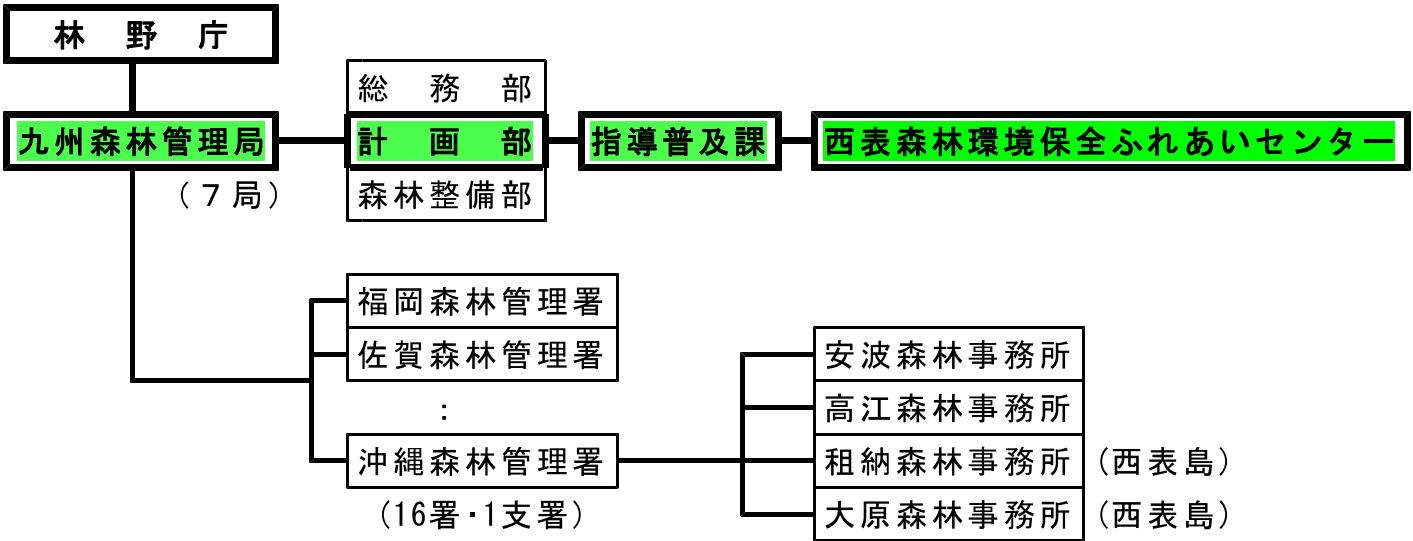 林野庁
総務部
九州森林管理局
計画部
指導普及課
西表森林環境保全ふれあいセンター
(7局)
森林整備部
福岡森林管理署
佐賀森林管理署
:
沖縄森林管理署
(16署・1支署)
安波森林事務所
高江森林事務所
租納森林事務所 (西表島)
大原森林事務所 (西表島)